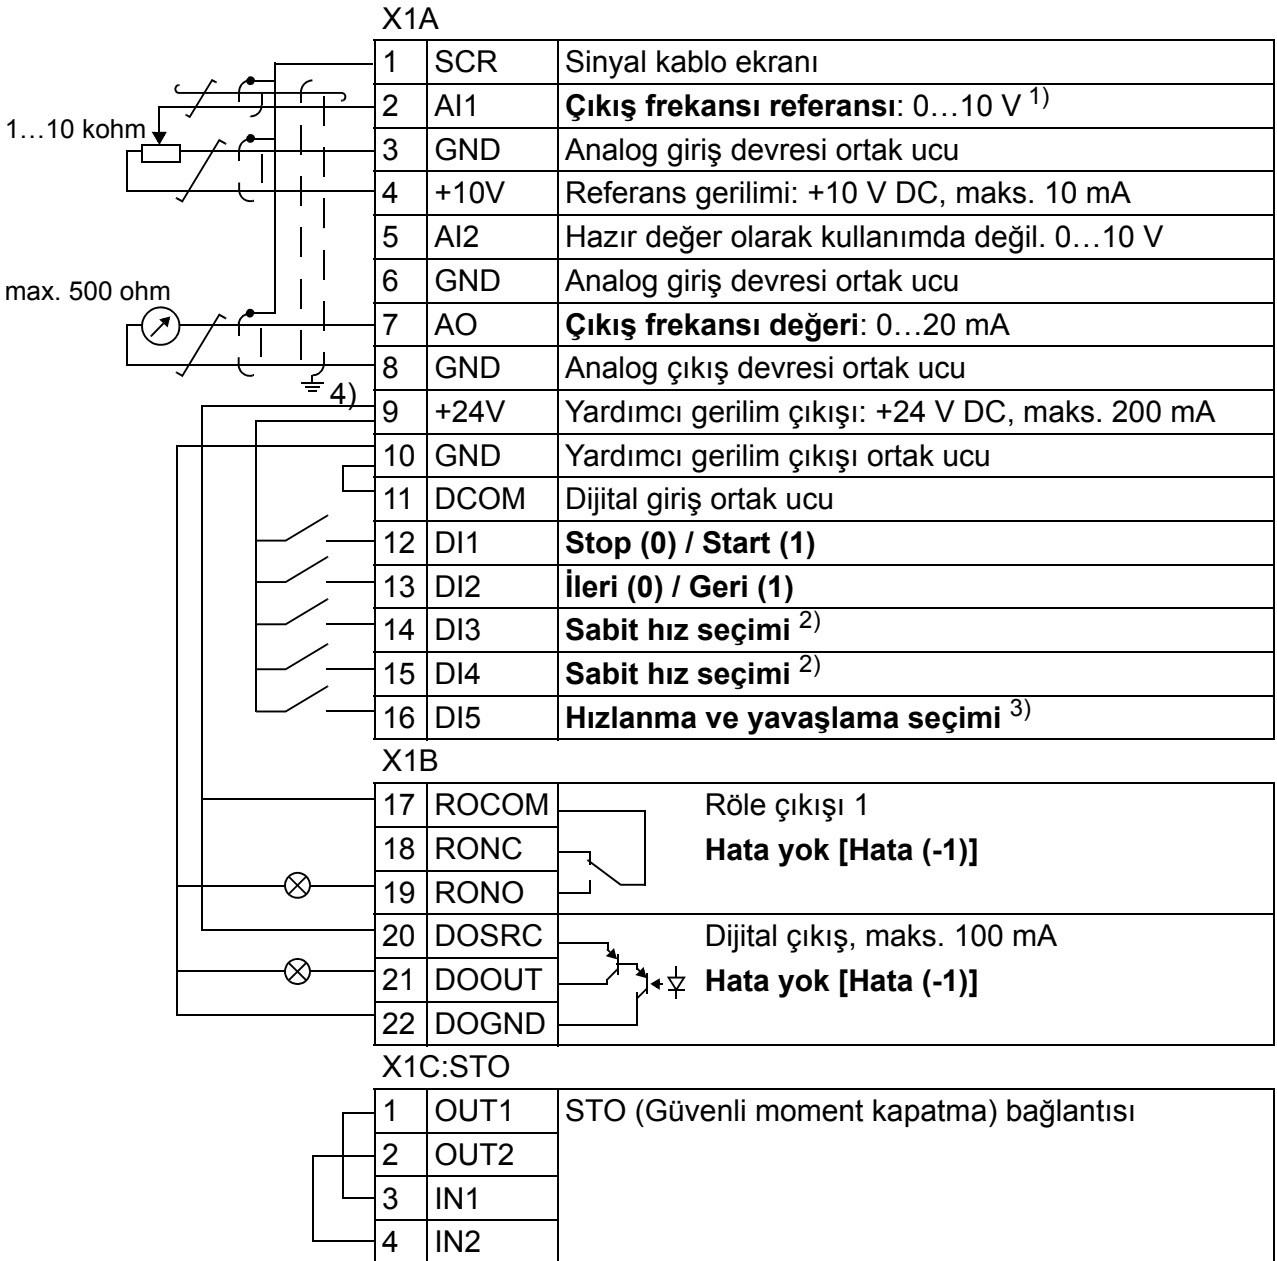 X1A
1 SCR Sinyal kablo ekranı
2 AI1 Çıkış frekansı referansı: 0…10 V 1)
1…10 kohm
3 GND Analog giriş devresi ortak ucu
4 +10V Referans gerilimi: +10 V DC, maks. 10 mA
5 AI2 Hazır değer olarak kullanımda değil. 0…10 V
6 GND Analog giriş devresi ortak ucu
max. 500 ohm
7 AO Çıkış frekansı değeri: 0…20 mA
8 GND Analog çıkış devresi ortak ucu
4)
9 +24V Yardımcı gerilim çıkışı: +24 V DC, maks. 200 mA
10 GND Yardımcı gerilim çıkışı ortak ucu
11 DCOM Dijital giriş ortak ucu
12 DI1 Stop (0) / Start (1)
13 DI2 İleri (0) / Geri (1)
14 DI3 Sabit hız seçimi 2)
15 DI4 Sabit hız seçimi 2)
16 DI5 Hızlanma ve yavaşlama seçimi 3)
X1B
17 ROCOM Röle çıkışı 1
18 RONC Hata yok [Hata (-1)]
19 RONO
20 DOSRC Dijital çıkış, maks. 100 mA
21 DOOUT Hata yok [Hata (-1)]
22 DOGND
X1C:STO
1 OUT1 STO (Güvenli moment kapatma) bağlantısı
2 OUT2
3 IN1
4 IN2